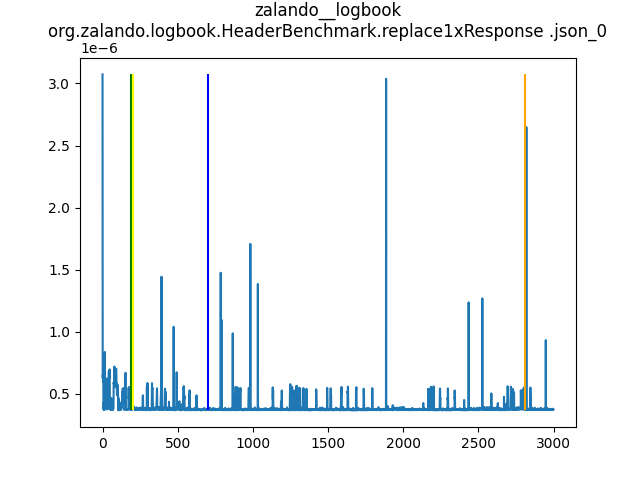 zalando__logbook
org.zalando.logbook.HeaderBenchmark.replace1xResponse .json_0
1e−6
3.0
2.5
2.0
1.5
1.0
0.5
0 500 1000 1500 2000 2500 3000